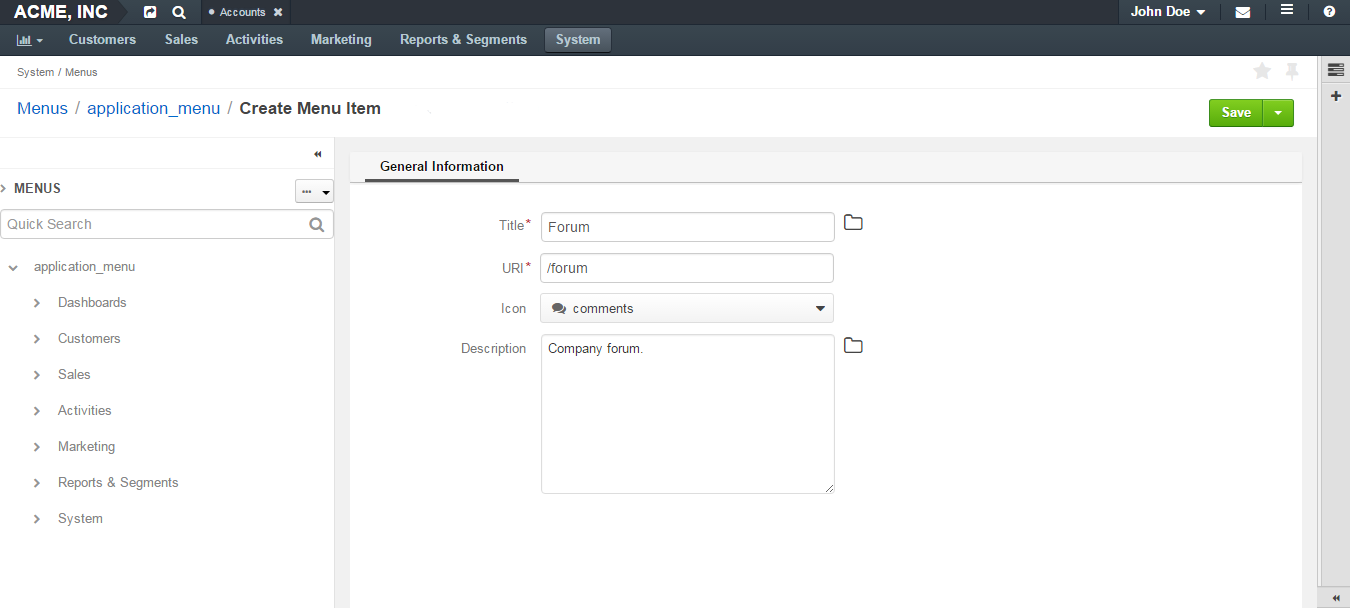 ACME, INC
Accounts
John Doe
Customers
Sales
Activities
Marketing
Reports & Segments
System
System / Menus
Menus / application_menu / Create Menu Item
Save
MENUS
Quick Search
application_menu
Dashboards
Customers
Sales
Activities
Marketing
Reports & Segments
System
General Information
Title* Forum
URI* /forum
Icon comments
Description Company forum.